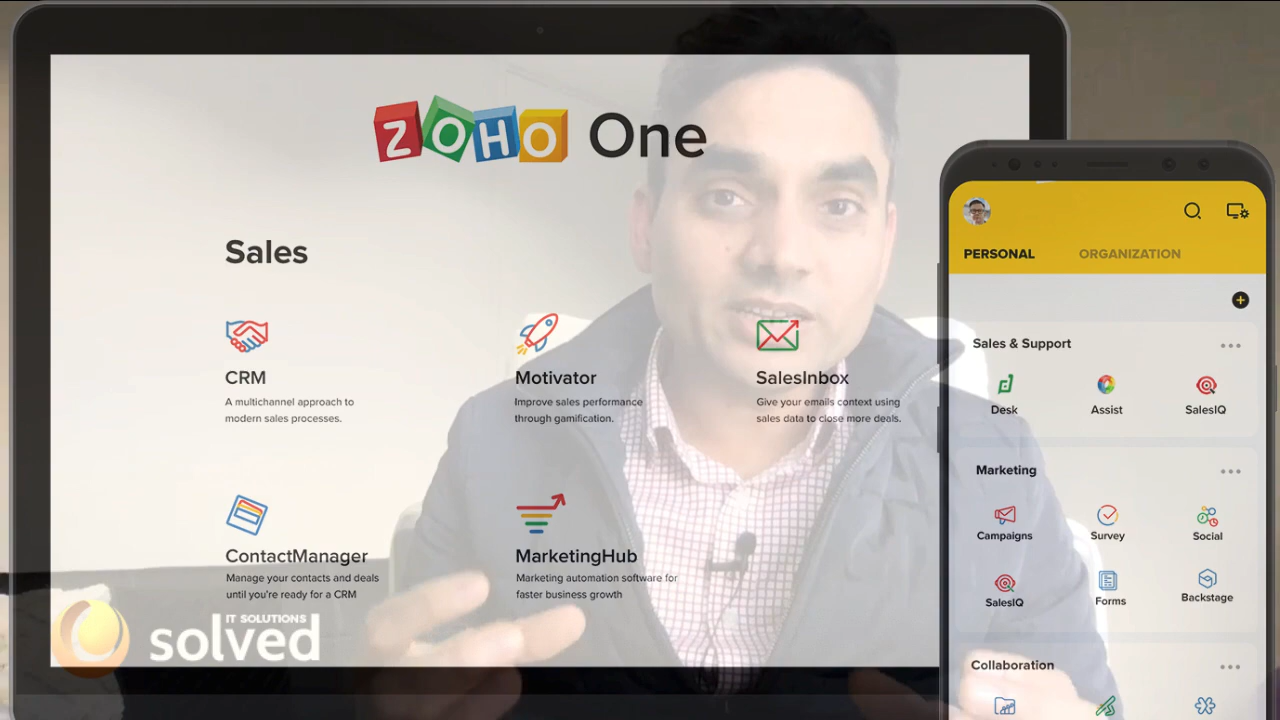 ZOHO One
Sales
CRM
A multichannel approach to
modern sales processes.
Motivator
Improve sales performance
through gamification.
SalesInbox
Give your emails context using
sales data to close more deals.
ContactManager
Manage your contacts and deals
until you're ready for a CRM
MarketingHub
Marketing automation software for
faster business growth
IT SOLUTIONS
solved
PERSONAL
ORGANIZATION
Sales & Support
Desk
Assist
SalesIQ
Marketing
Campaigns
Survey
Social
SalesIQ
Forms
Backstage
Collaboration